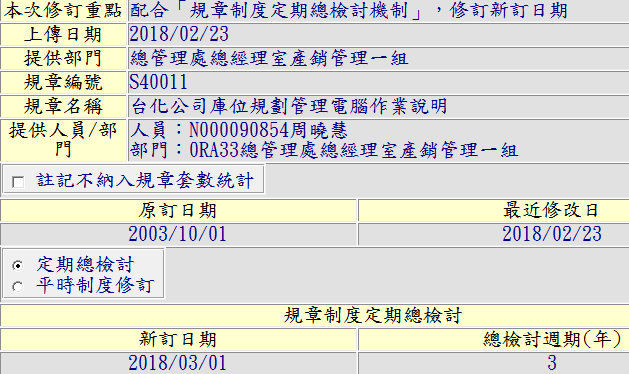 本次修訂重點 配合「規章制度定期總檢討機制」，修訂新訂日期
上傳日期 2018/02/23
提供部門 總管理處總經理室產銷管理一組
規章編號 S40011
規章名稱 台化公司庫位規劃管理電腦作業說明
提供人員/部門 人員：N000090854周曉慧
部門：0RA33總管理處總經理室產銷管理一組
註記不納入規章套數統計
原訂日期 最近修改日
2003/10/01 2018/02/23
定期總檢討
平時制度修訂
規章制度定期總檢討
新訂日期 總檢討週期(年)
2018/03/01 3